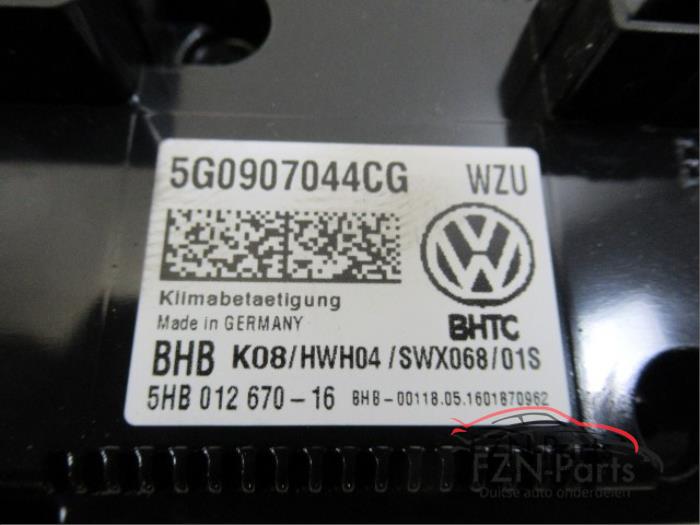 5G0907044CG WZU
Klimabetaetigung
Made in GERMANY
BHTC
BHB K08/HWH04/SWX068/01S
5HB 012 670-16 BHB-00118.05.1601870962
FZN-Parts
Duitse auto onderdelen